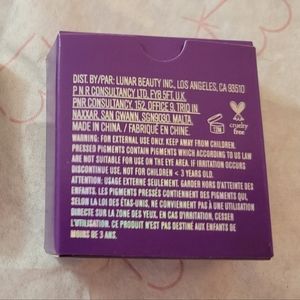 DIST. BY/PAR: LUNAR BEAUTY INC., LOS ANGELES, CA 93510
P N R CONSULTANCY LTD, FY8 5FT, U.K.
PNR CONSULTANCY, 152, OFFICE 9, TRIQ IN
NAXXAR, SAN GWANN, SGN9030, MALTA.
MADE IN CHINA. / FABRIQUÉ EN CHINE.
12M
cruelty
free
WARNING: FOR EXTERNAL USE ONLY. KEEP AWAY FROM CHILDREN.
PRESSED PIGMENTS CONTAIN PIGMENTS WHICH ACCORDING TO US LAW
ARE NOT SUITABLE FOR USE ON THE EYE AREA. IF IRRITATION OCCURS
DISCONTINUE USE. NOT FOR CHILDREN < 3 YEARS OLD.
ATTENTION: USAGE EXTERNE SEULEMENT. GARDER HORS D'ATTEINTE DES
ENFANTS. LES PIGMENTS PRESSÉS CONTIENNENT DES PIGMENTS QUI,
SELON LA LOI DES ÉTATS-UNIS, NE CONVIENNENT PAS À UNE UTILISATION
DIRECTE SUR LA ZONE DES YEUX. EN CAS D'IRRITATION, CESSER
L'UTILISATION. CE PRODUIT N'EST PAS DESTINÉ AUX ENFANTS DE
MOINS DE 3 ANS.